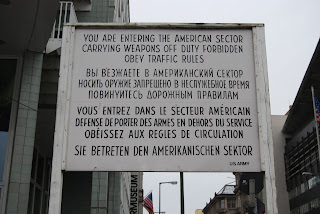 YOU ARE ENTERING THE AMERICAN SECTOR
CARRYING WEAPONS OFF DUTY FORBIDDEN
OBEY TRAFFIC RULES
ВЫ ВЪЕЗЖАЕТЕ В АМЕРИКАНСКИЙ СЕКТОР
НОСИТЬ ОРУЖИЕ ЗАПРЕЩЕНО В НЕСЛУЖЕБНОЕ ВРЕМЯ
ПОВИНУЙТЕСЬ ДОРОЖНЫМ ПРАВИЛАМ
VOUS ENTREZ DANS LE SECTEUR AMÉRICAIN
DÉFENSE DE PORTER DES ARMES EN DEHORS DU SERVICE
OBÉISSEZ AUX RÈGLES DE CIRCULATION
SIE BETRETEN DEN AMERIKANISCHEN SEKTOR
US ARMY
MUSEUM